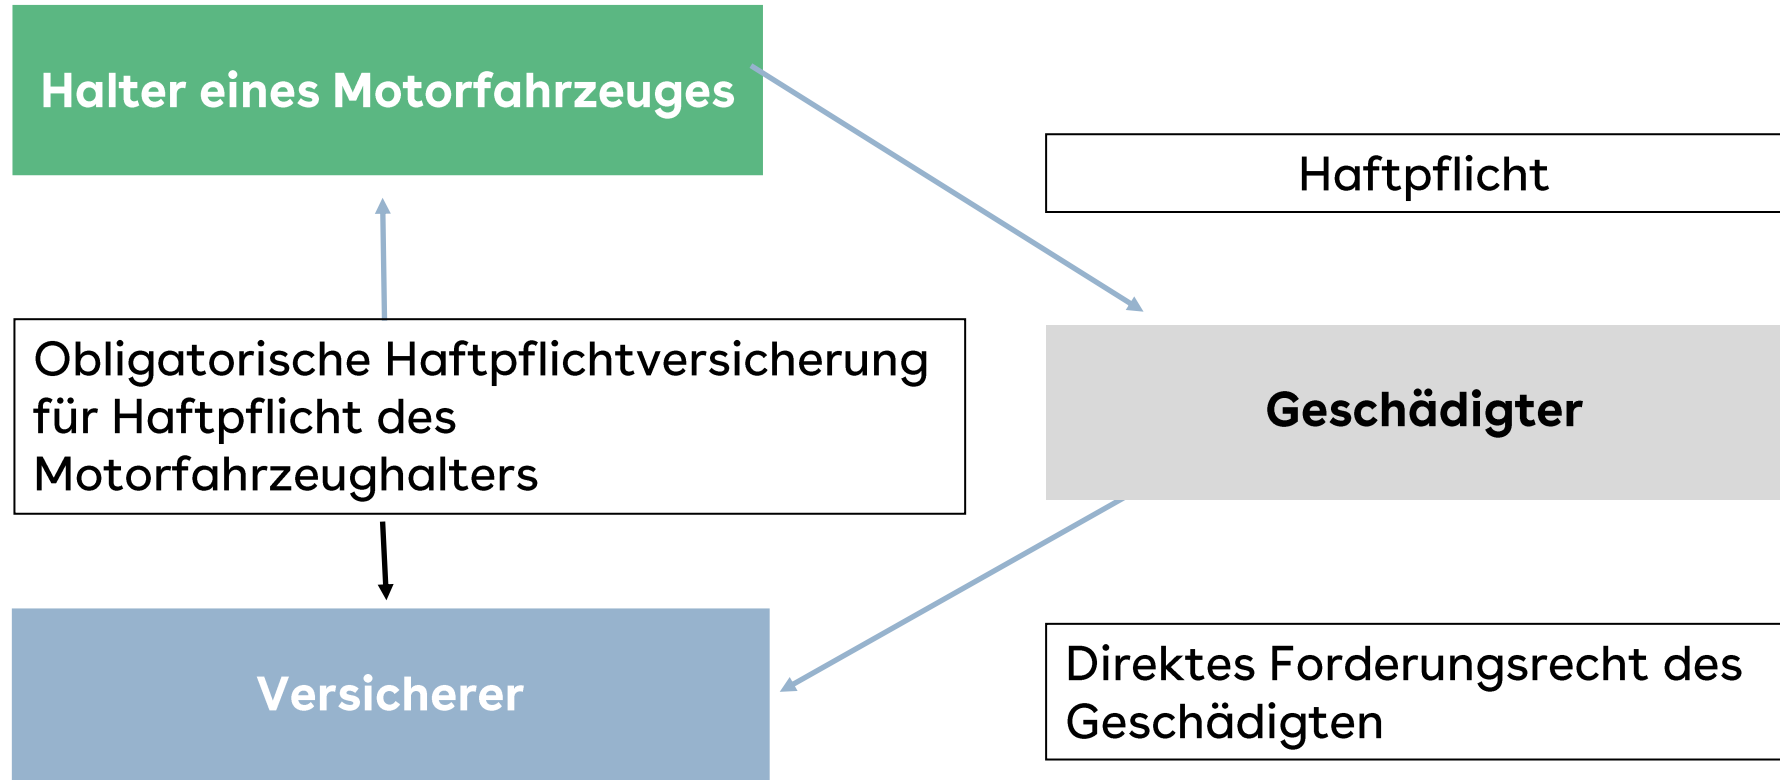 Halter eines Motorfahrzeuges
Haftpflicht
Obligatorische Haftpflichtversicherung
für Haftpflicht des
Motorfahrzeughalters
Geschädigter
Versicherer
Direktes Forderungsrecht des
Geschädigten